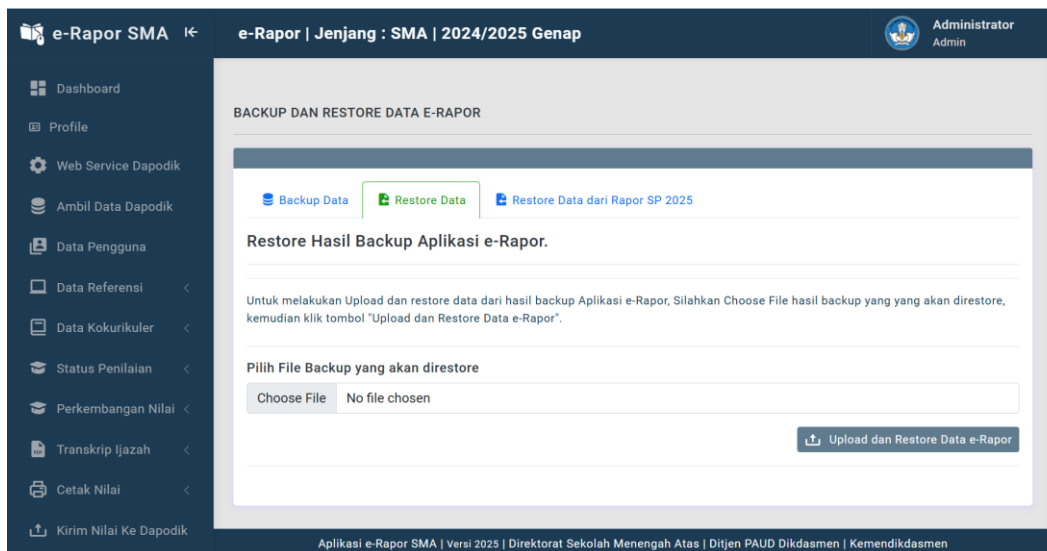 e-Rapor SMA
e-Rapor | Jenjang : SMA | 2024/2025 Genap
Administrator
Admin
Dashboard
Profile
Web Service Dapodik
Ambil Data Dapodik
Data Pengguna
Data Referensi
Data Kokurikuler
Status Penilaian
Perkembangan Nilai
Transkrip Ijazah
Cetak Nilai
Kirim Nilai Ke Dapodik
BACKUP DAN RESTORE DATA E-RAPOR
Backup Data
Restore Data
Restore Data dari Rapor SP 2025
Restore Hasil Backup Aplikasi e-Rapor.
Untuk melakukan Upload dan restore data dari hasil backup Aplikasi e-Rapor, Silahkan Choose File hasil backup yang yang akan direstore,
kemudian klik tombol "Upload dan Restore Data e-Rapor".
Pilih File Backup yang akan direstore
Choose File No file chosen
Upload dan Restore Data e-Rapor
Aplikasi e-Rapor SMA | Versi 2025 | Direktorat Sekolah Menengah Atas | Ditjen PAUD Dikdasmen | Kemendikdasmen